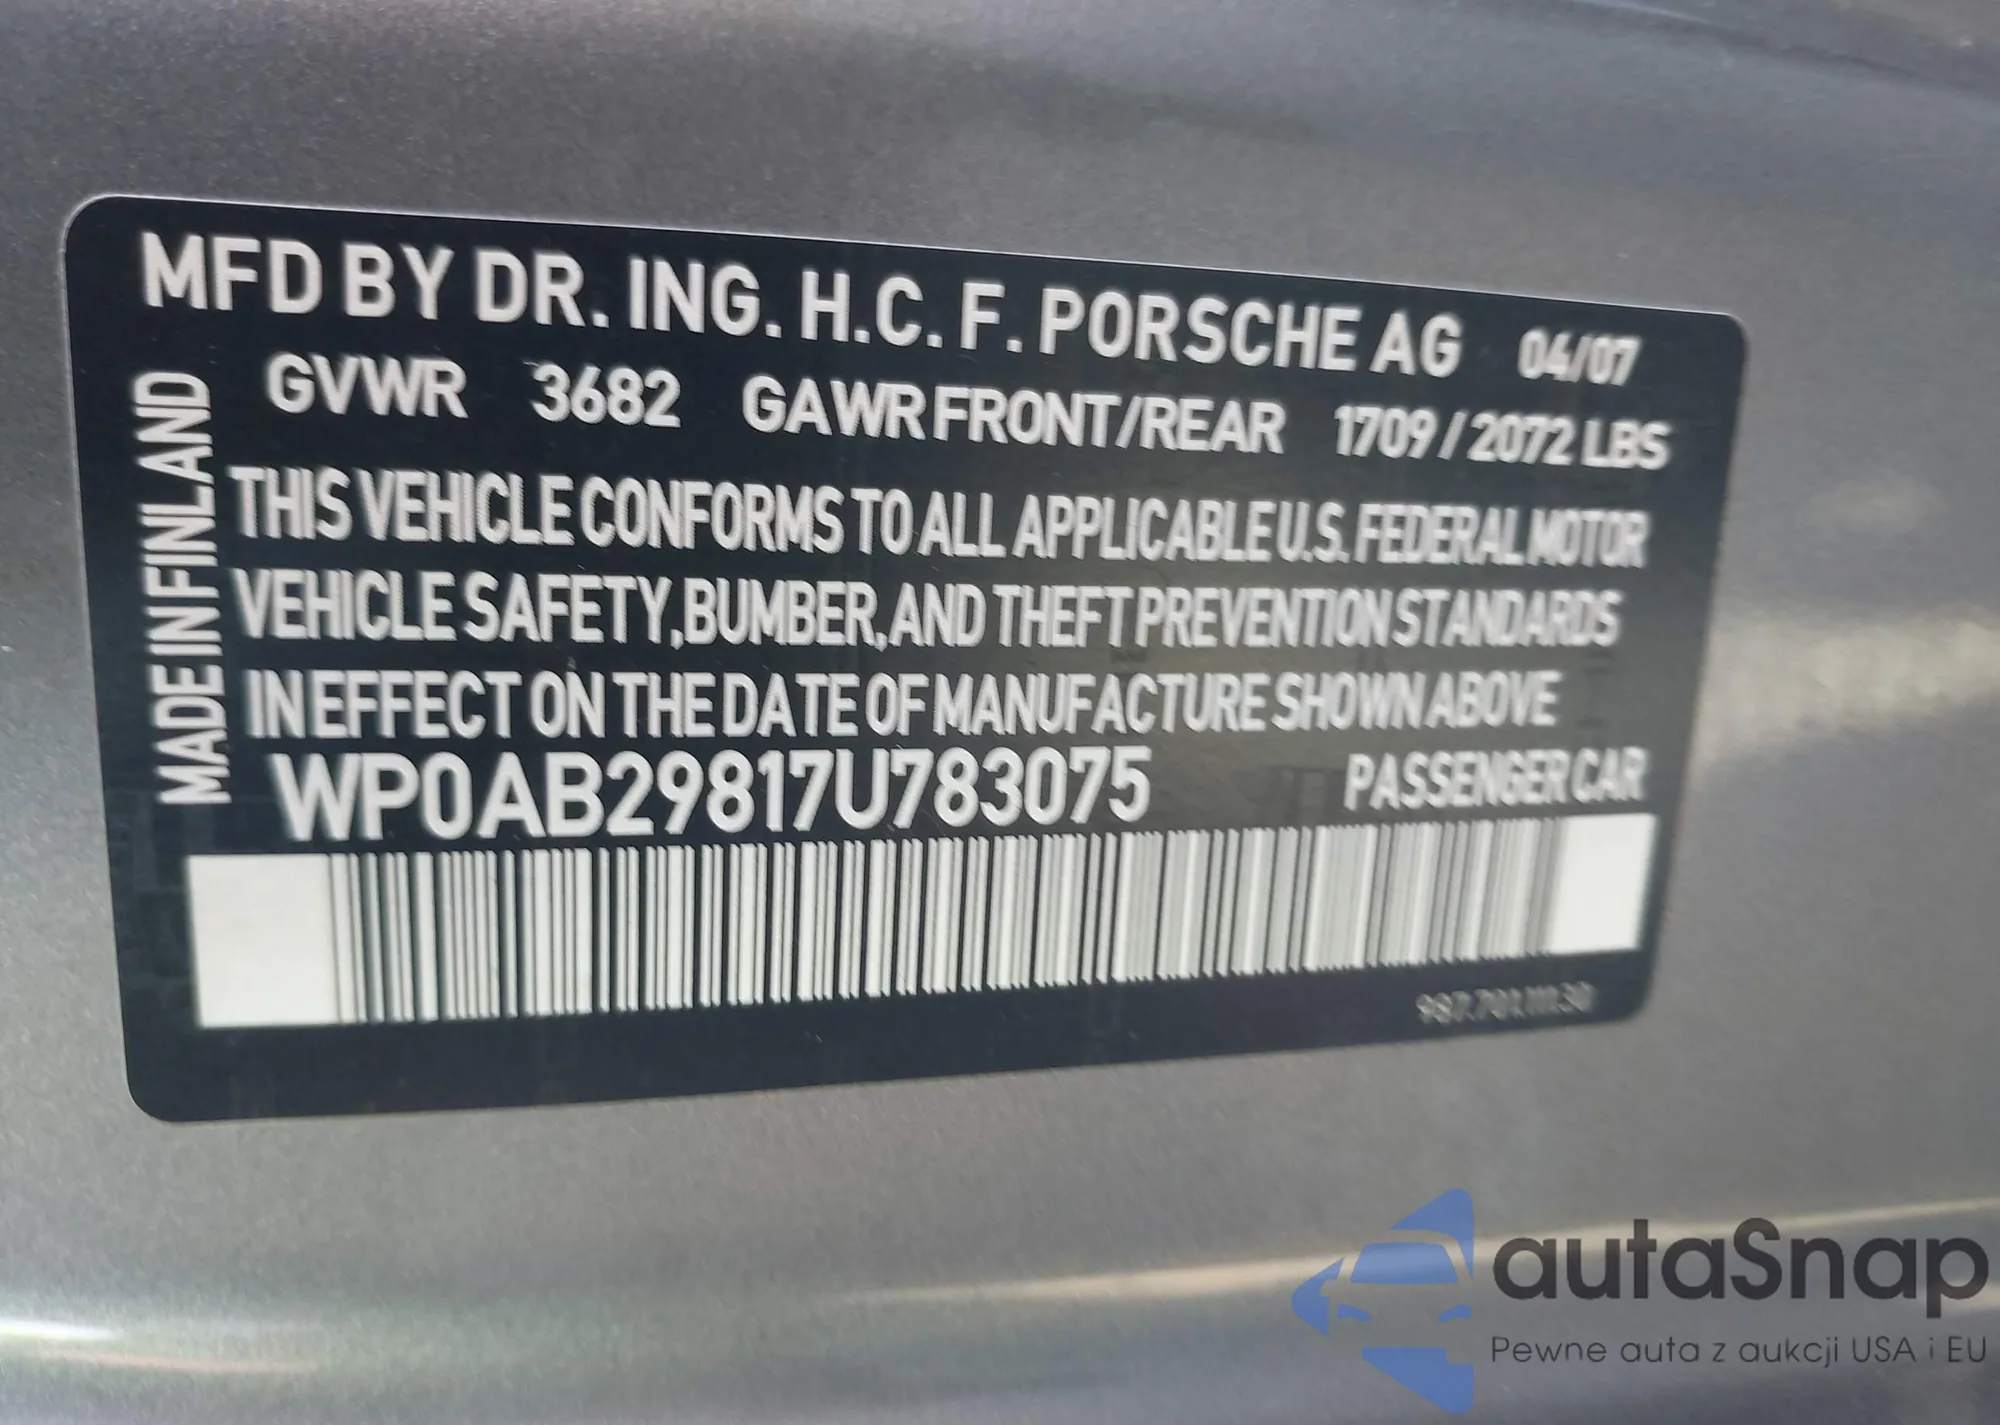 MFD BY DR. ING. H.C. F. PORSCHE AG 04/07
GVWR 3682 GAWR FRONT/REAR 1709 / 2072 LBS
THIS VEHICLE CONFORMS TO ALL APPLICABLE U.S. FEDERAL MOTOR
VEHICLE SAFETY, BUMBER, AND THEFT PREVENTION STANDARDS
IN EFFECT ON THE DATE OF MANUFACTURE SHOWN ABOVE
WP0AB29817U783075 PASSENGER CAR
MADE IN FINLAND
autaSnap
Pewne auta z aukcji USA i EU